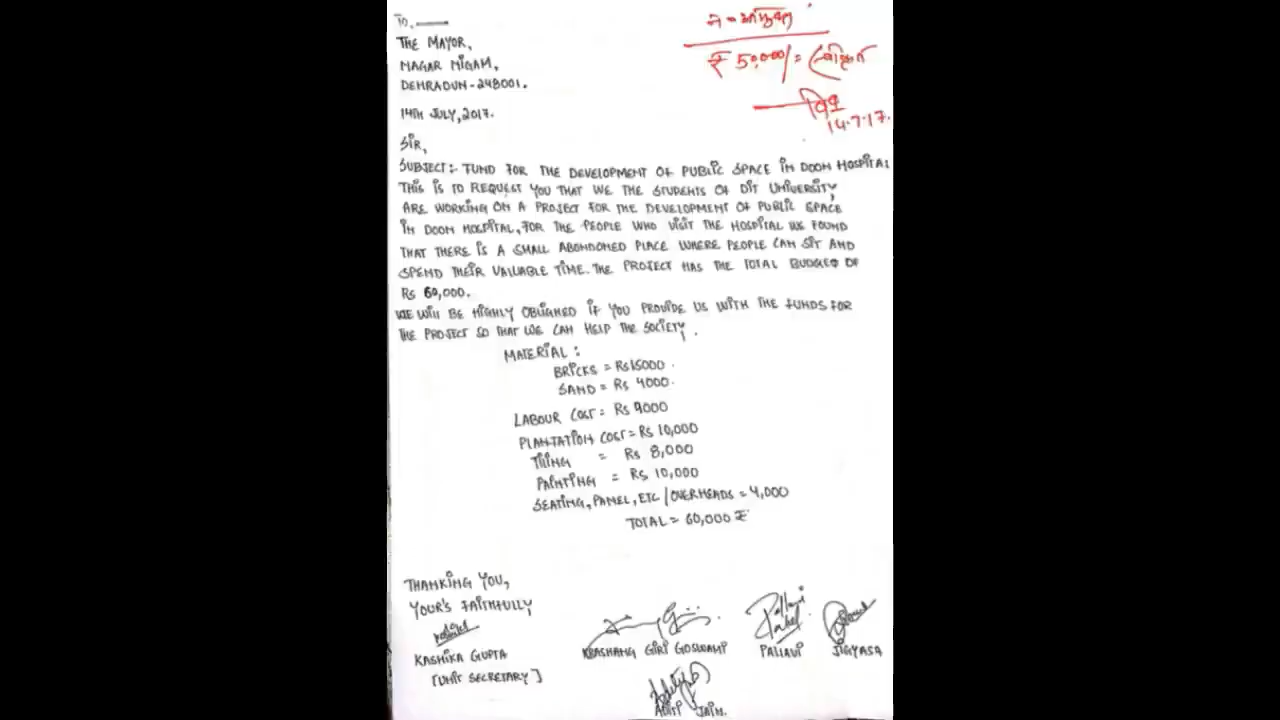 TO,
THE MAYOR,
NAGAR NIGAM,
DEHRADUN-248001.
14TH JULY, 2017.
₹ 50,000/=
14.7.17
SIR,
SUBJECT:- FUND FOR THE DEVELOPMENT OF PUBLIC SPACE IN DOON HOSPITAL
THIS IS TO REQUEST YOU THAT WE THE STUDENTS OF DIT UNIVERSITY,
ARE WORKING ON A PROJECT FOR THE DEVELOPMENT OF PUBLIC SPACE
IN DOON HOSPITAL, FOR THE PEOPLE WHO VISIT THE HOSPITAL WE FOUND
THAT THERE IS A SMALL ABANDONED PLACE WHERE PEOPLE CAN SIT AND
SPEND THEIR VALUABLE TIME. THE PROJECT HAS THE TOTAL BUDGET OF
RS 60,000.
WE WILL BE HIGHLY OBLIGHED IF YOU PROVIDE US WITH THE FUNDS FOR
THE PROJECT SO THAT WE CAN HELP THE SOCIETY.
MATERIAL:
BRICKS = RS 15000.
SAND = RS 4000.
LABOUR COST = RS 9000
PLANTATION COST = RS 10,000
TILING = RS 8,000
PAINTING = RS 10,000
SEATING, PANEL, ETC / OVERHEADS = 4,000
TOTAL = 60,000 ₹
THANKING YOU,
YOUR'S FAITHFULLY,
KASHIKA GUPTA
[UNIT SECRETARY]
KRASHANG GIRI GOSWAMI
PALLAVI
JIGYASA
ADITI JAIN.